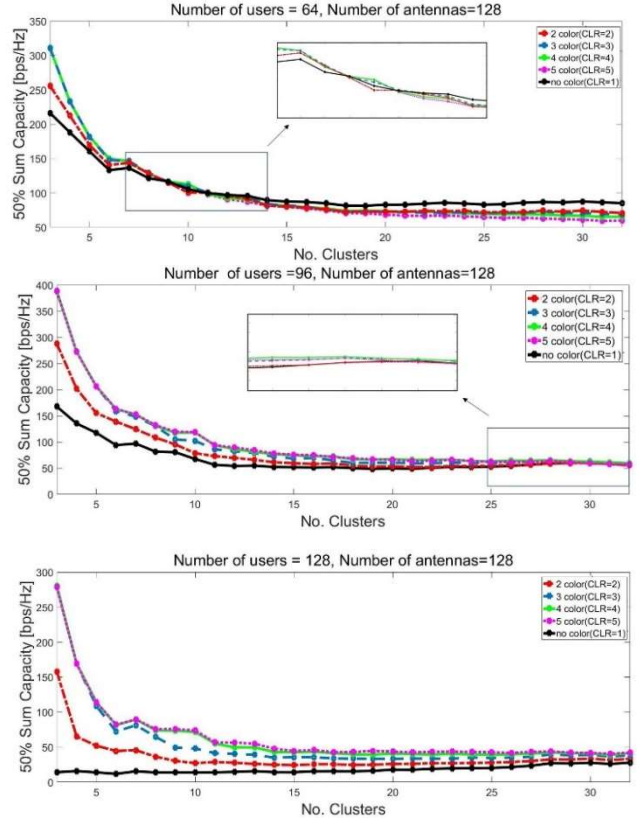 Number of users = 64, Number of antennas=128
350
300
250
200
150
100
50
50% Sum Capacity [bps/Hz]
2 color(CLR=2)
3 color(CLR=3)
4 color(CLR=4)
5 color(CLR=5)
no color(CLR=1)
5 10 15 20 25 30
No. Clusters
Number of users =96, Number of antennas=128
400
350
300
250
200
150
100
50
0
50% Sum Capacity [bps/Hz]
2 color(CLR=2)
3 color(CLR=3)
4 color(CLR=4)
5 color(CLR=5)
no color(CLR=1)
5 10 15 20 25 30
No. Clusters
Number of users = 128, Number of antennas=128
300
250
200
150
100
50
0
50% Sum Capacity [bps/Hz]
2 color(CLR=2)
3 color(CLR=3)
4 color(CLR=4)
5 color(CLR=5)
no color(CLR=1)
5 10 15 20 25 30
No. Clusters